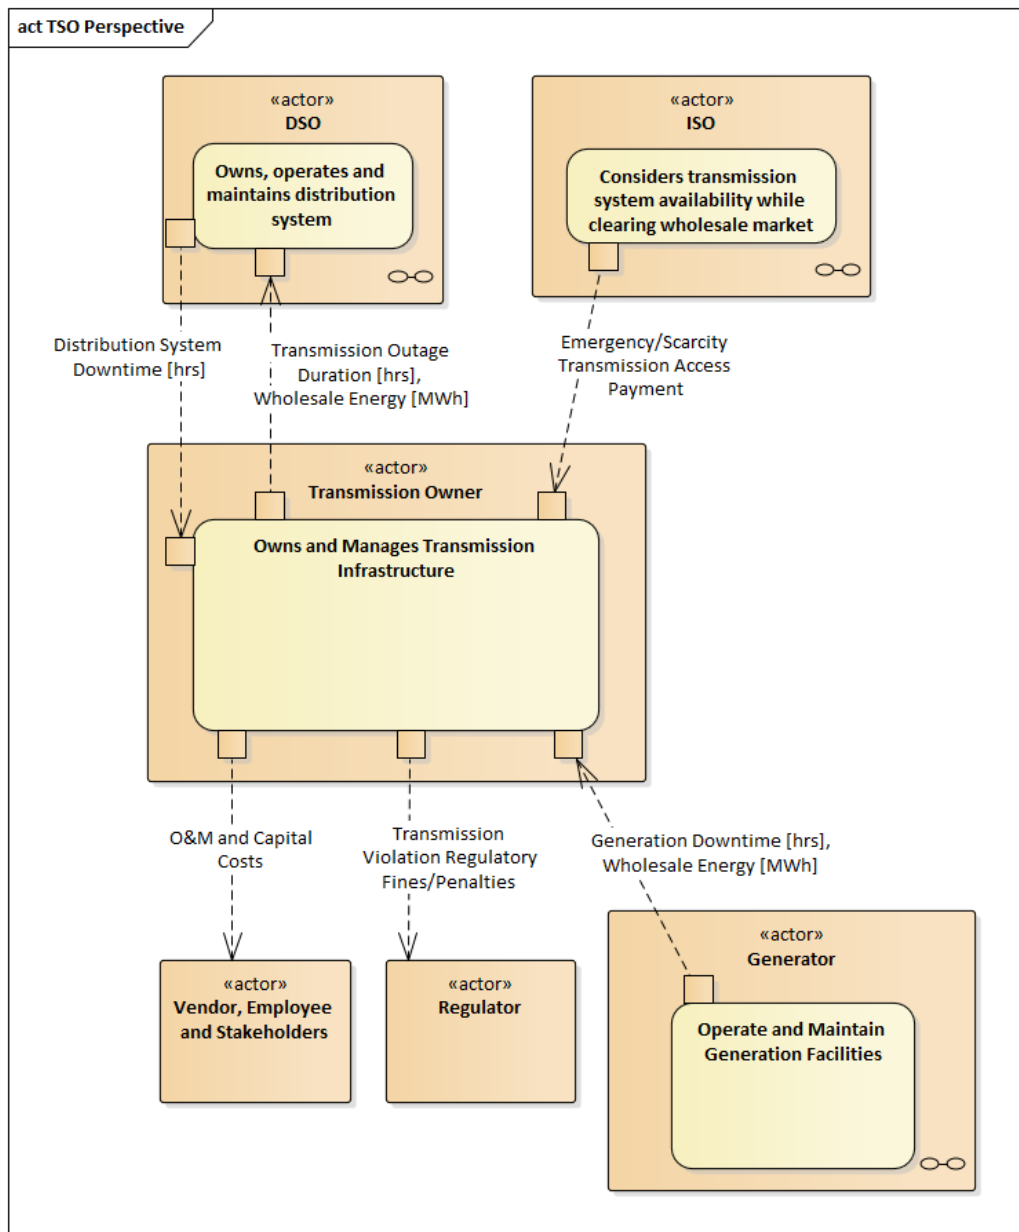 act TSO Perspective
«actor»
DSO
Owns, operates and
maintains distribution
system
«actor»
ISO
Considers transmission
system availability while
clearing wholesale market
Distribution System
Downtime [hrs]
Transmission Outage
Duration [hrs],
Wholesale Energy [MWh]
Emergency/Scarcity
Transmission Access
Payment
«actor»
Transmission Owner
Owns and Manages Transmission
Infrastructure
O&M and Capital
Costs
Transmission
Violation Regulatory
Fines/Penalties
Generation Downtime [hrs],
Wholesale Energy [MWh]
«actor»
Vendor, Employee
and Stakeholders
«actor»
Regulator
«actor»
Generator
Operate and Maintain
Generation Facilities